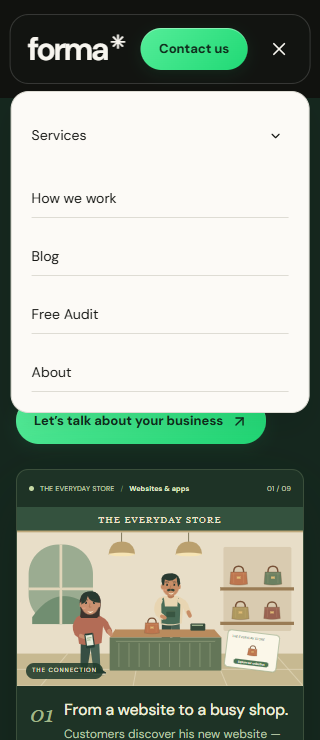 forma*
Contact us
Services
How we work
Blog
Free Audit
About
Let's talk about your business
THE EVERYDAY STORE / Websites & apps 01 / 09
THE EVERYDAY STORE
THE CONNECTION
01 From a website to a busy shop.
Customers discover his new website —